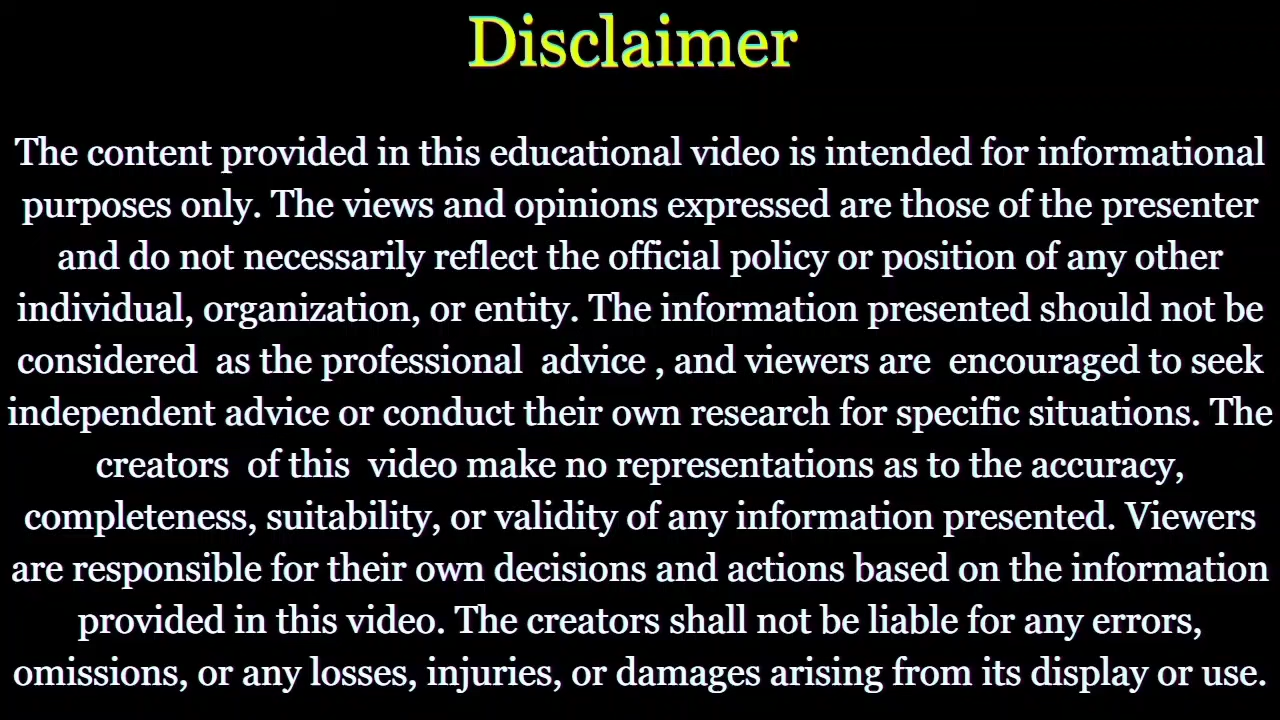 Disclaimer
The content provided in this educational video is intended for informational
purposes only. The views and opinions expressed are those of the presenter
and do not necessarily reflect the official policy or position of any other
individual, organization, or entity. The information presented should not be
considered  as the professional  advice , and viewers are  encouraged to seek
independent advice or conduct their own research for specific situations. The
creators  of this  video make no representations as to the accuracy,
completeness, suitability, or validity of any information presented. Viewers
are responsible for their own decisions and actions based on the information
provided in this video. The creators shall not be liable for any errors,
omissions, or any losses, injuries, or damages arising from its display or use.